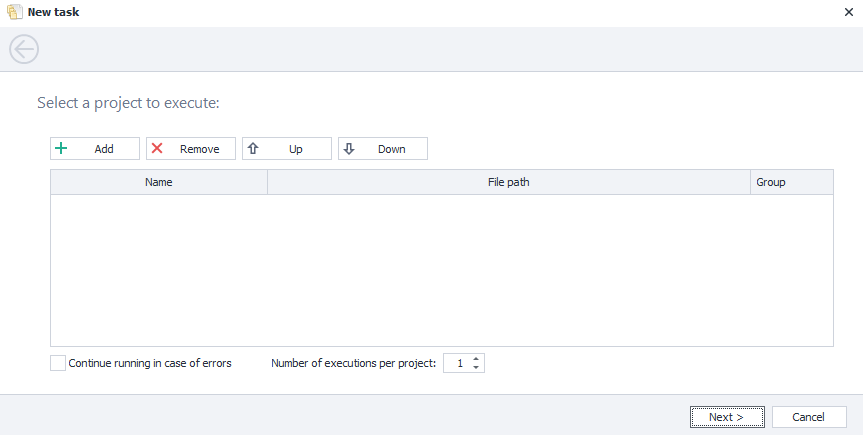 New task
Select a project to execute:
Add Remove Up Down
Name File path Group
Continue running in case of errors Number of executions per project: 1
Next > Cancel